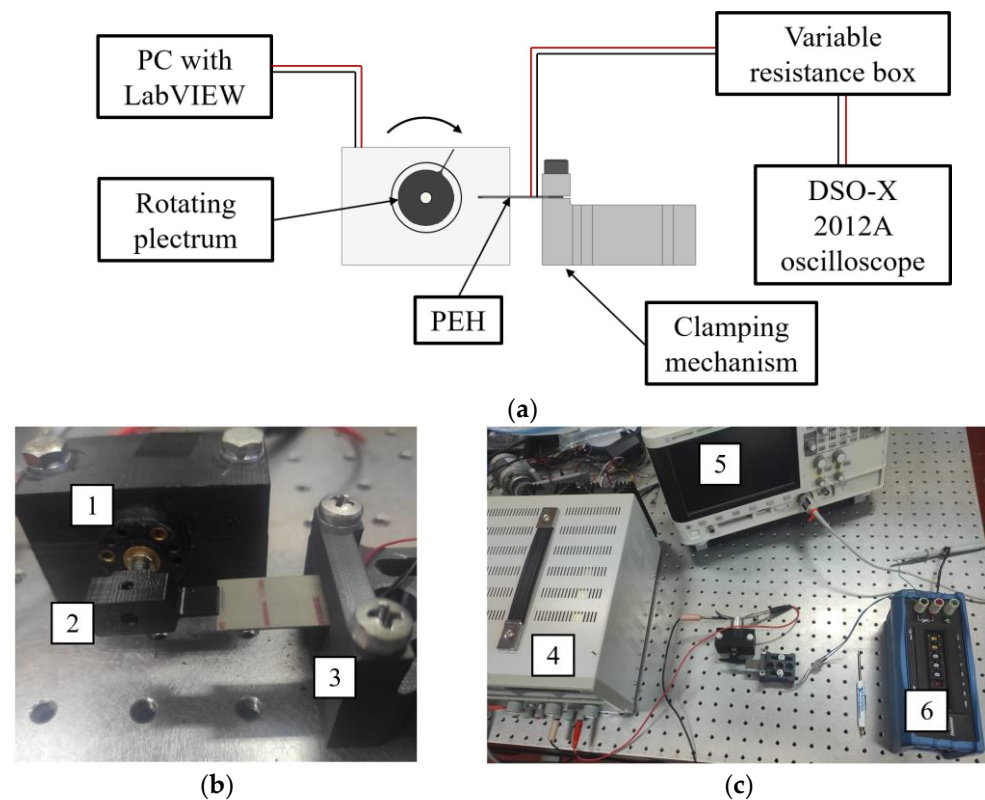 PC with
LabVIEW
Variable
resistance box
Rotating
plectrum
DSO-X
2012A
oscilloscope
PEH
Clamping
mechanism
(a)
1
2
3
(b)
4
5
6
(c)